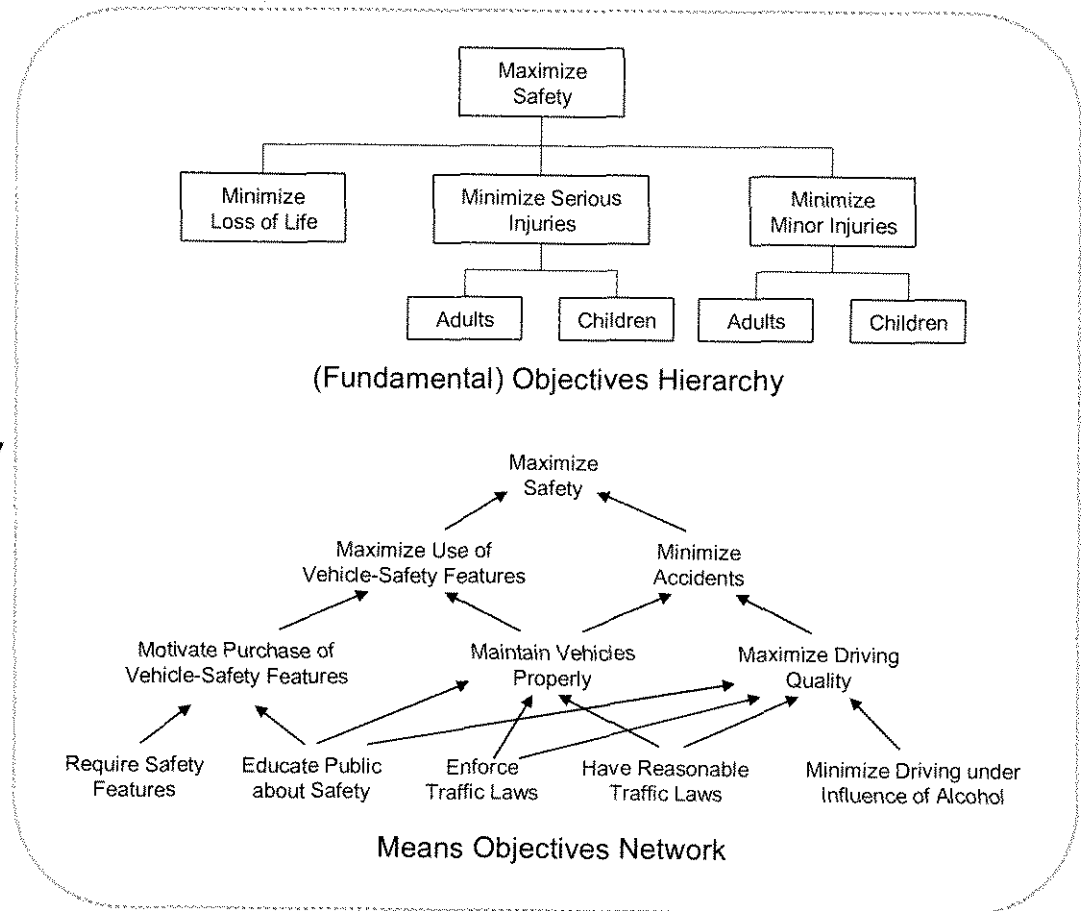 Maximize
Safety
Minimize
Loss of Life
Minimize Serious
Injuries
Minimize
Minor Injuries
Adults
Children
Adults
Children
(Fundamental) Objectives Hierarchy
Maximize
Safety
Maximize Use of
Vehicle-Safety Features
Minimize
Accidents
Motivate Purchase of
Vehicle-Safety Features
Maintain Vehicles
Properly
Maximize Driving
Quality
Require Safety
Features
Educate Public
about Safety
Enforce
Traffic Laws
Have Reasonable
Traffic Laws
Minimize Driving under
Influence of Alcohol
Means Objectives Network